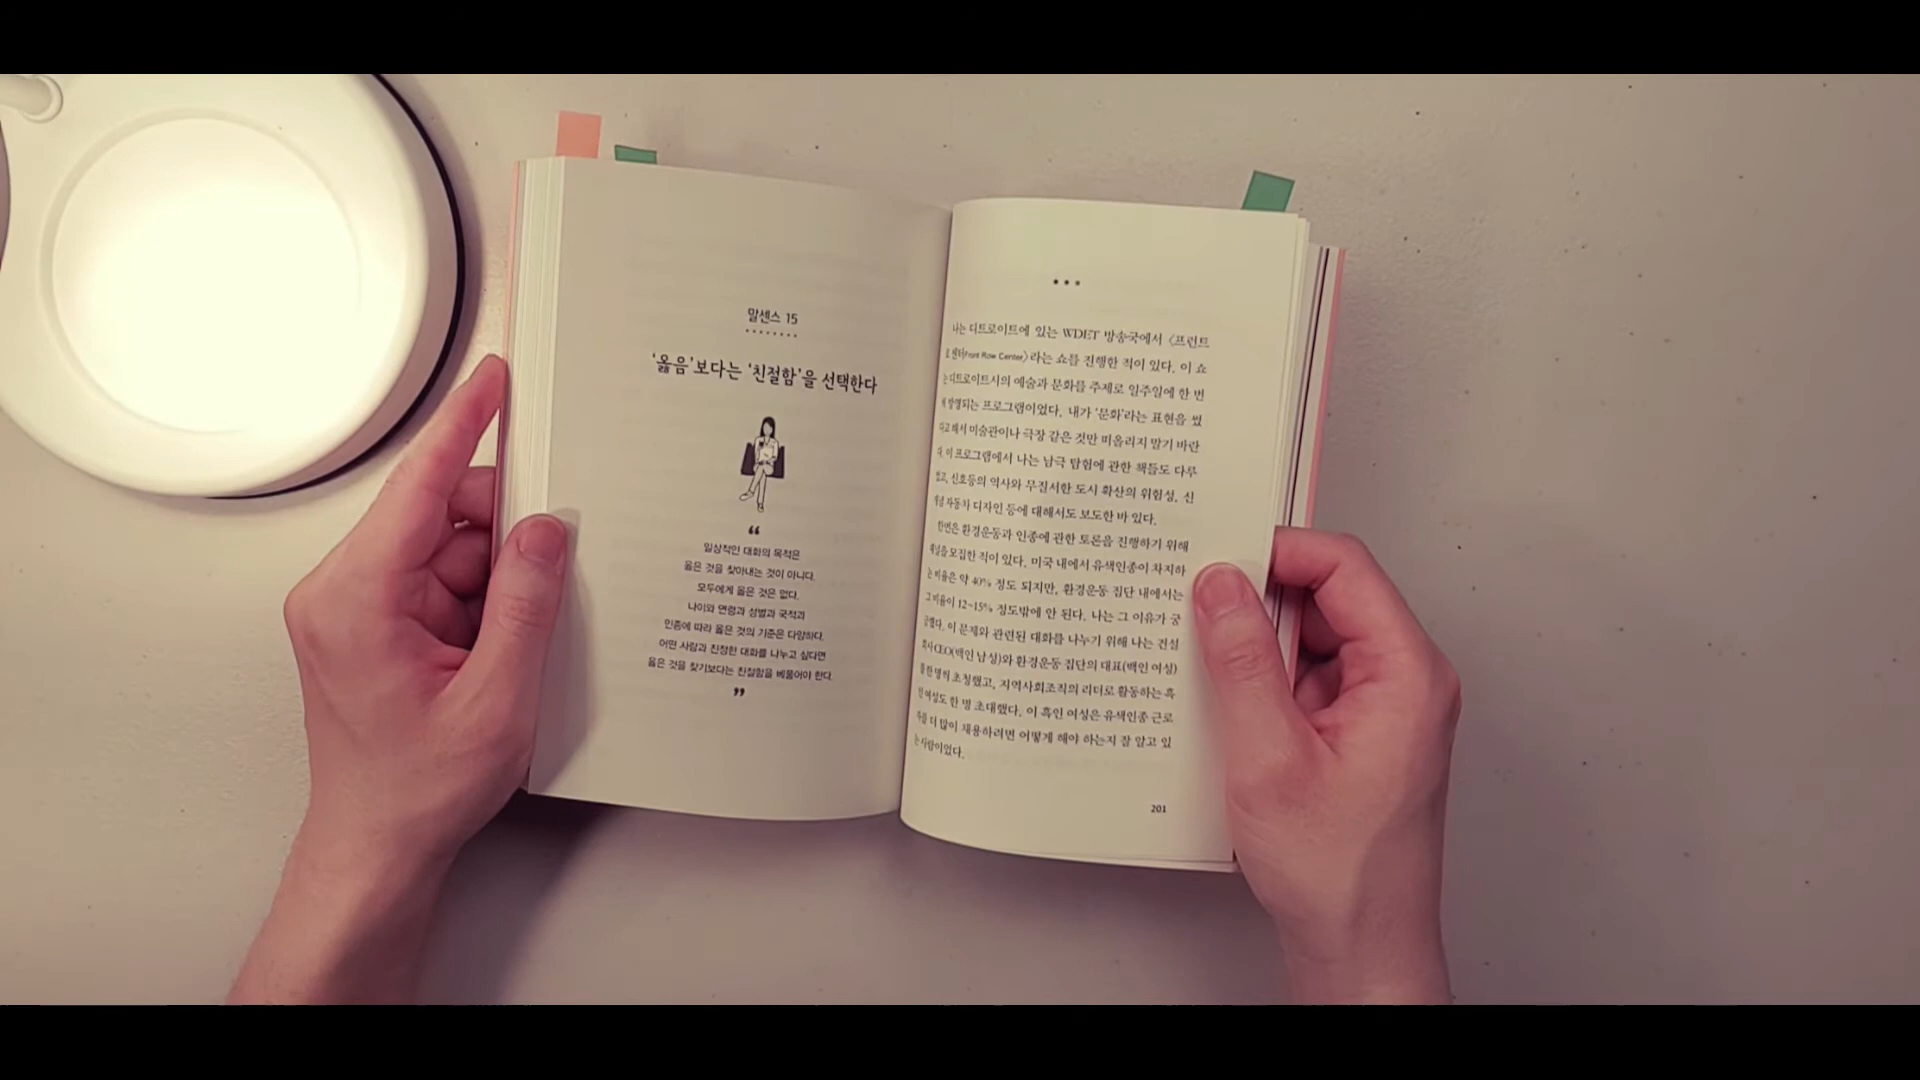 말센스 15
'옳음'보다는 '친절함'을 선택한다
“
일상적인 대화의 목적은
옳은 것을 찾아내는 것이 아니다.
모두에게 옳은 것은 없다.
나이와 연령과 성별과 국적과
인종에 따라 옳은 것의 기준은 다양하다.
어떤 사람과 진정한 대화를 나누고 싶다면
옳은 것을 찾기보다는 친절함을 베풀어야 한다.
”
나는 디트로이트에 있는 WDET 방송국에서 〈프런트
로 센터Front Row Center〉라는 쇼를 진행한 적이 있다. 이 쇼
는 디트로이트시의 예술과 문화를 주제로 일주일에 한 번
방영되는 프로그램이었다. 내가 '문화'라는 표현을 썼
다고 해서 미술관이나 극장 같은 것만 떠올리지 말기 바란
다. 이 프로그램에서 나는 남극 탐험에 관한 책들도 다루
었고, 신호등의 역사와 무질서한 도시 확산의 위험성, 신
개념 자동차 디자인 등에 대해서도 보도한 바 있다.
한번은 환경운동과 인종에 관한 토론을 진행하기 위해
패널을 모집한 적이 있다. 미국 내에서 유색인종이 차지하
는 비율은 약 40% 정도 되지만, 환경운동 집단 내에서는
그 비율이 12~15% 정도밖에 안 된다. 나는 그 이유가 궁
금했다. 이 문제와 관련된 대화를 나누기 위해 나는 건설
회사 CEO(백인 남성)와 환경운동 집단의 대표(백인 여성)
를 한 명씩 초청했고, 지역사회조직의 리더로 활동하는 흑
인 여성도 한 명 초대했다. 이 흑인 여성은 유색인종 근로
자를 더 많이 채용하려면 어떻게 해야 하는지 잘 알고 있
는 사람이었다.
201